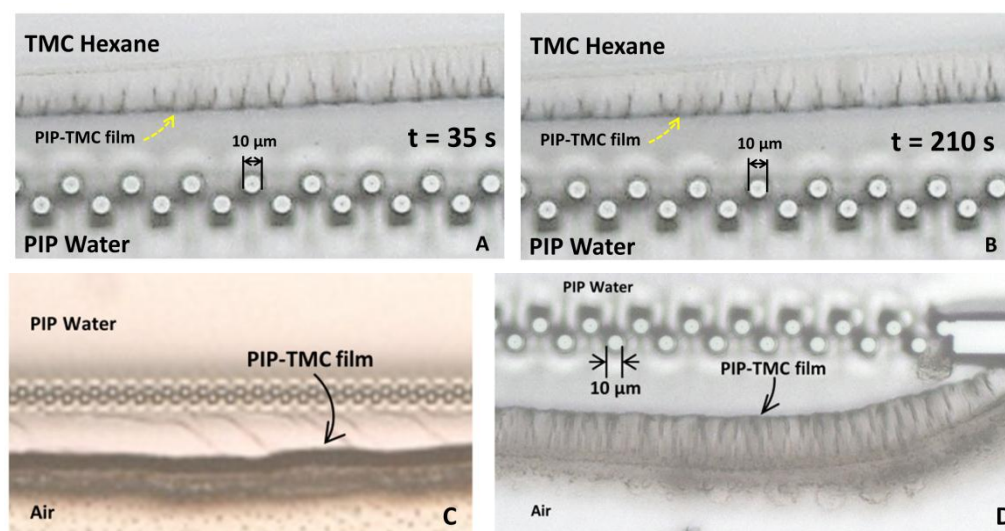 TMC Hexane
PIP-TMC film
10 µm
t = 35 s
PIP Water
A
TMC Hexane
PIP-TMC film
10 µm
t = 210 s
PIP Water
B
PIP Water
PIP-TMC film
Air
C
PIP Water
10 µm
PIP-TMC film
Air
D